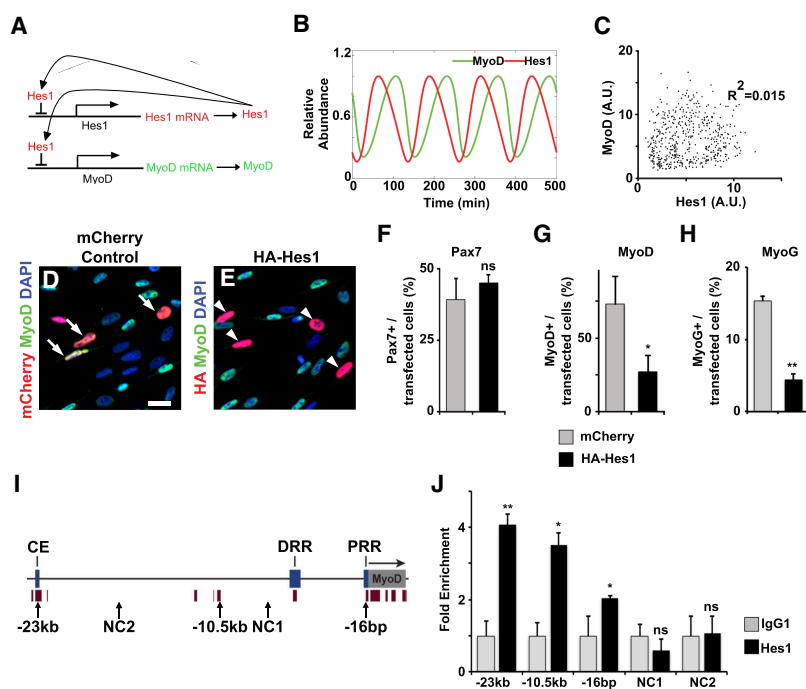 A
Hes1
Hes1
Hes1 mRNA
Hes1
Hes1
MyoD
MyoD mRNA
MyoD
B
MyoD
Hes1
Relative
Abundance
1.2
0.6
0
0
100
200
300
400
500
Time (min)
C
MyoD (A.U.)
20
10
0
R2=0.015
0
10
Hes1 (A.U.)
mCherry
Control
D
mCherry MyoD DAPI
HA-Hes1
E
HA MyoD DAPI
F
Pax7
ns
Pax7+ /
transfected cells (%)
50
25
0
G
MyoD
*
MyoD+ /
transfected cells (%)
50
0
H
MyoG
**
MyoG+ /
transfected cells (%)
20
10
0
mCherry
HA-Hes1
I
CE
DRR
PRR
MyoD
-23kb
NC2
-10.5kb
NC1
-16bp
J
Fold Enrichment
4
2
0
**
*
*
ns
ns
-23kb
-10.5kb
-16bp
NC1
NC2
IgG1
Hes1